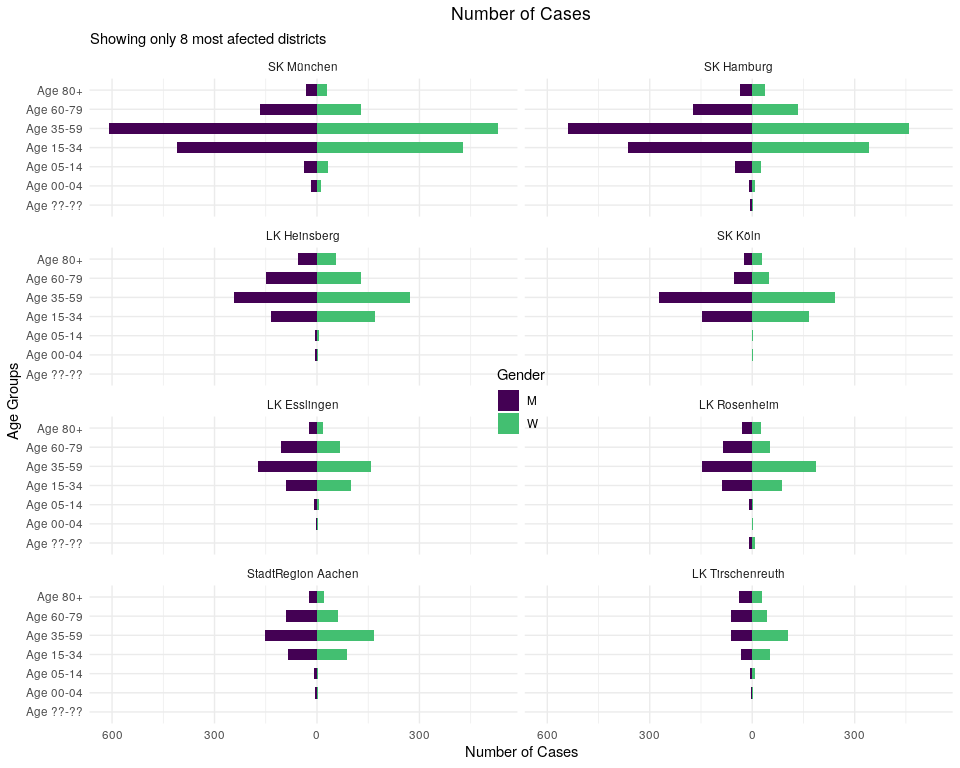 Number of Cases
Showing only 8 most afected districts
SK München
SK Hamburg
Age 80+
Age 60-79
Age 35-59
Age 15-34
Age 05-14
Age 00-04
Age ??-??
LK Heinsberg
SK Köln
Age 80+
Age 60-79
Age 35-59
Age 15-34
Age 05-14
Age 00-04
Age ??-??
Age Groups
Gender
M
W
LK Esslingen
LK Rosenheim
Age 80+
Age 60-79
Age 35-59
Age 15-34
Age 05-14
Age 00-04
Age ??-??
StadtRegion Aachen
LK Tirschenreuth
Age 80+
Age 60-79
Age 35-59
Age 15-34
Age 05-14
Age 00-04
Age ??-??
600 300 0 300 600 300 0 300
Number of Cases